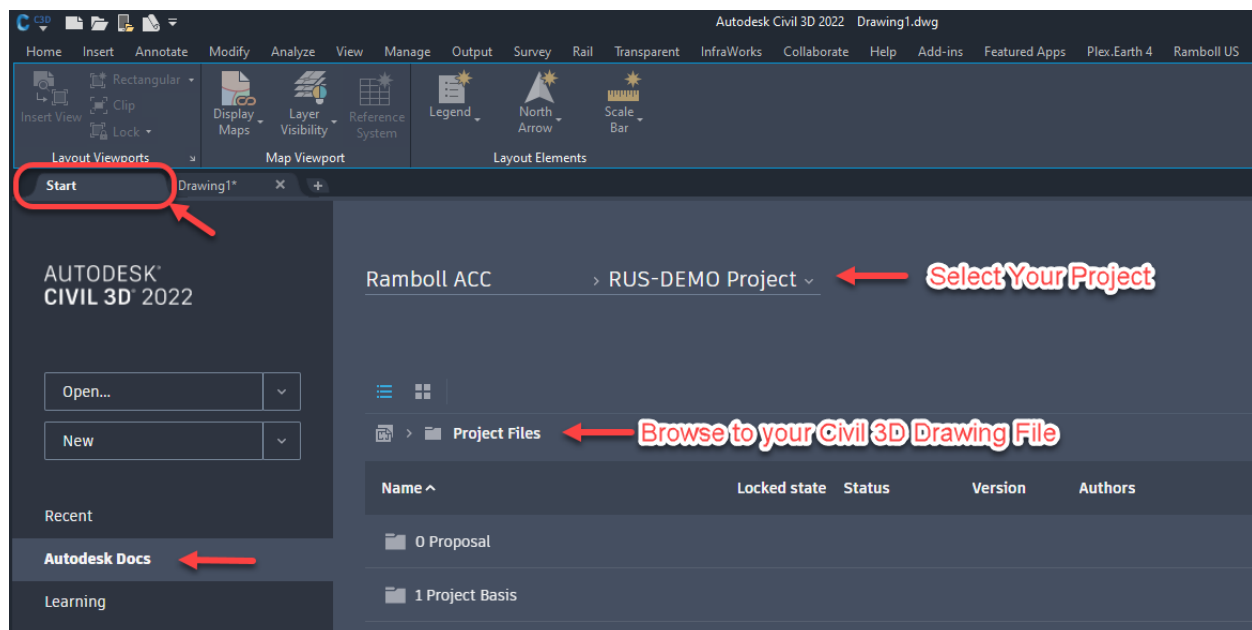 C3D Autodesk Civil 3D 2022 Drawing1.dwg
Home Insert Annotate Modify Analyze View Manage Output Survey Rail Transparent InfraWorks Collaborate Help Add-ins Featured Apps Plex.Earth 4 Ramboll US
Insert View
Rectangular
Clip
Lock
Display Maps
Layer Visibility
Reference System
Legend
North Arrow
Scale Bar
Layout Viewports Map Viewport Layout Elements
Start Drawing1* +
AUTODESK®
CIVIL 3D® 2022
Ramboll ACC > RUS-DEMO Project Select Your Project
Open...
New
> Project Files Browse to your Civil 3D Drawing File
Name Locked state Status Version Authors
Recent
0 Proposal
Autodesk Docs
1 Project Basis
Learning